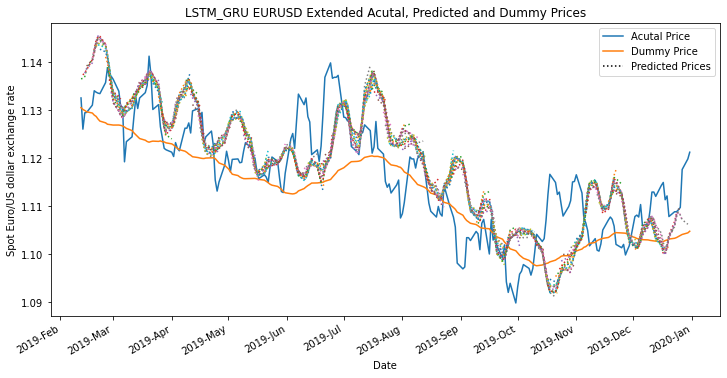 LSTM_GRU EURUSD Extended Acutal, Predicted and Dummy Prices
Acutal Price
Dummy Price
Predicted Prices
Spot Euro/US dollar exchange rate
1.14
1.13
1.12
1.11
1.10
1.09
2019-Feb
2019-Mar
2019-Apr
2019-May
2019-Jun
2019-Jul
2019-Aug
2019-Sep
2019-Oct
2019-Nov
2019-Dec
2020-Jan
Date